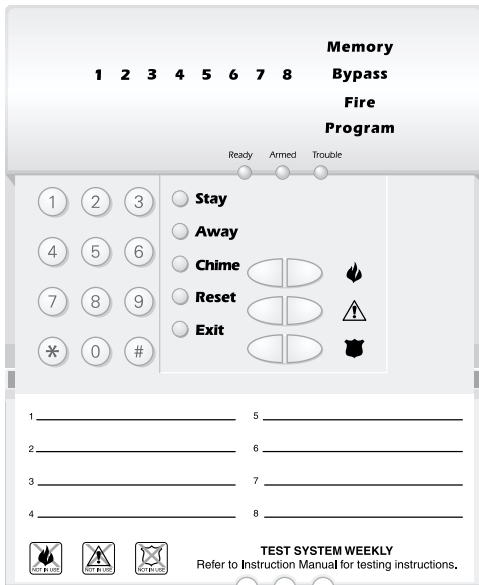 Memory
1 2 3 4 5 6 7 8 Bypass
Fire
Program
Ready Armed Trouble
1 2 3
Stay
Away
4 5 6
Chime
7 8 9
Reset
Exit
* 0 #
1 5
2 6
3 7
4 8
NOT IN USE NOT IN USE NOT IN USE
TEST SYSTEM WEEKLY
Refer to Instruction Manual for testing instructions.